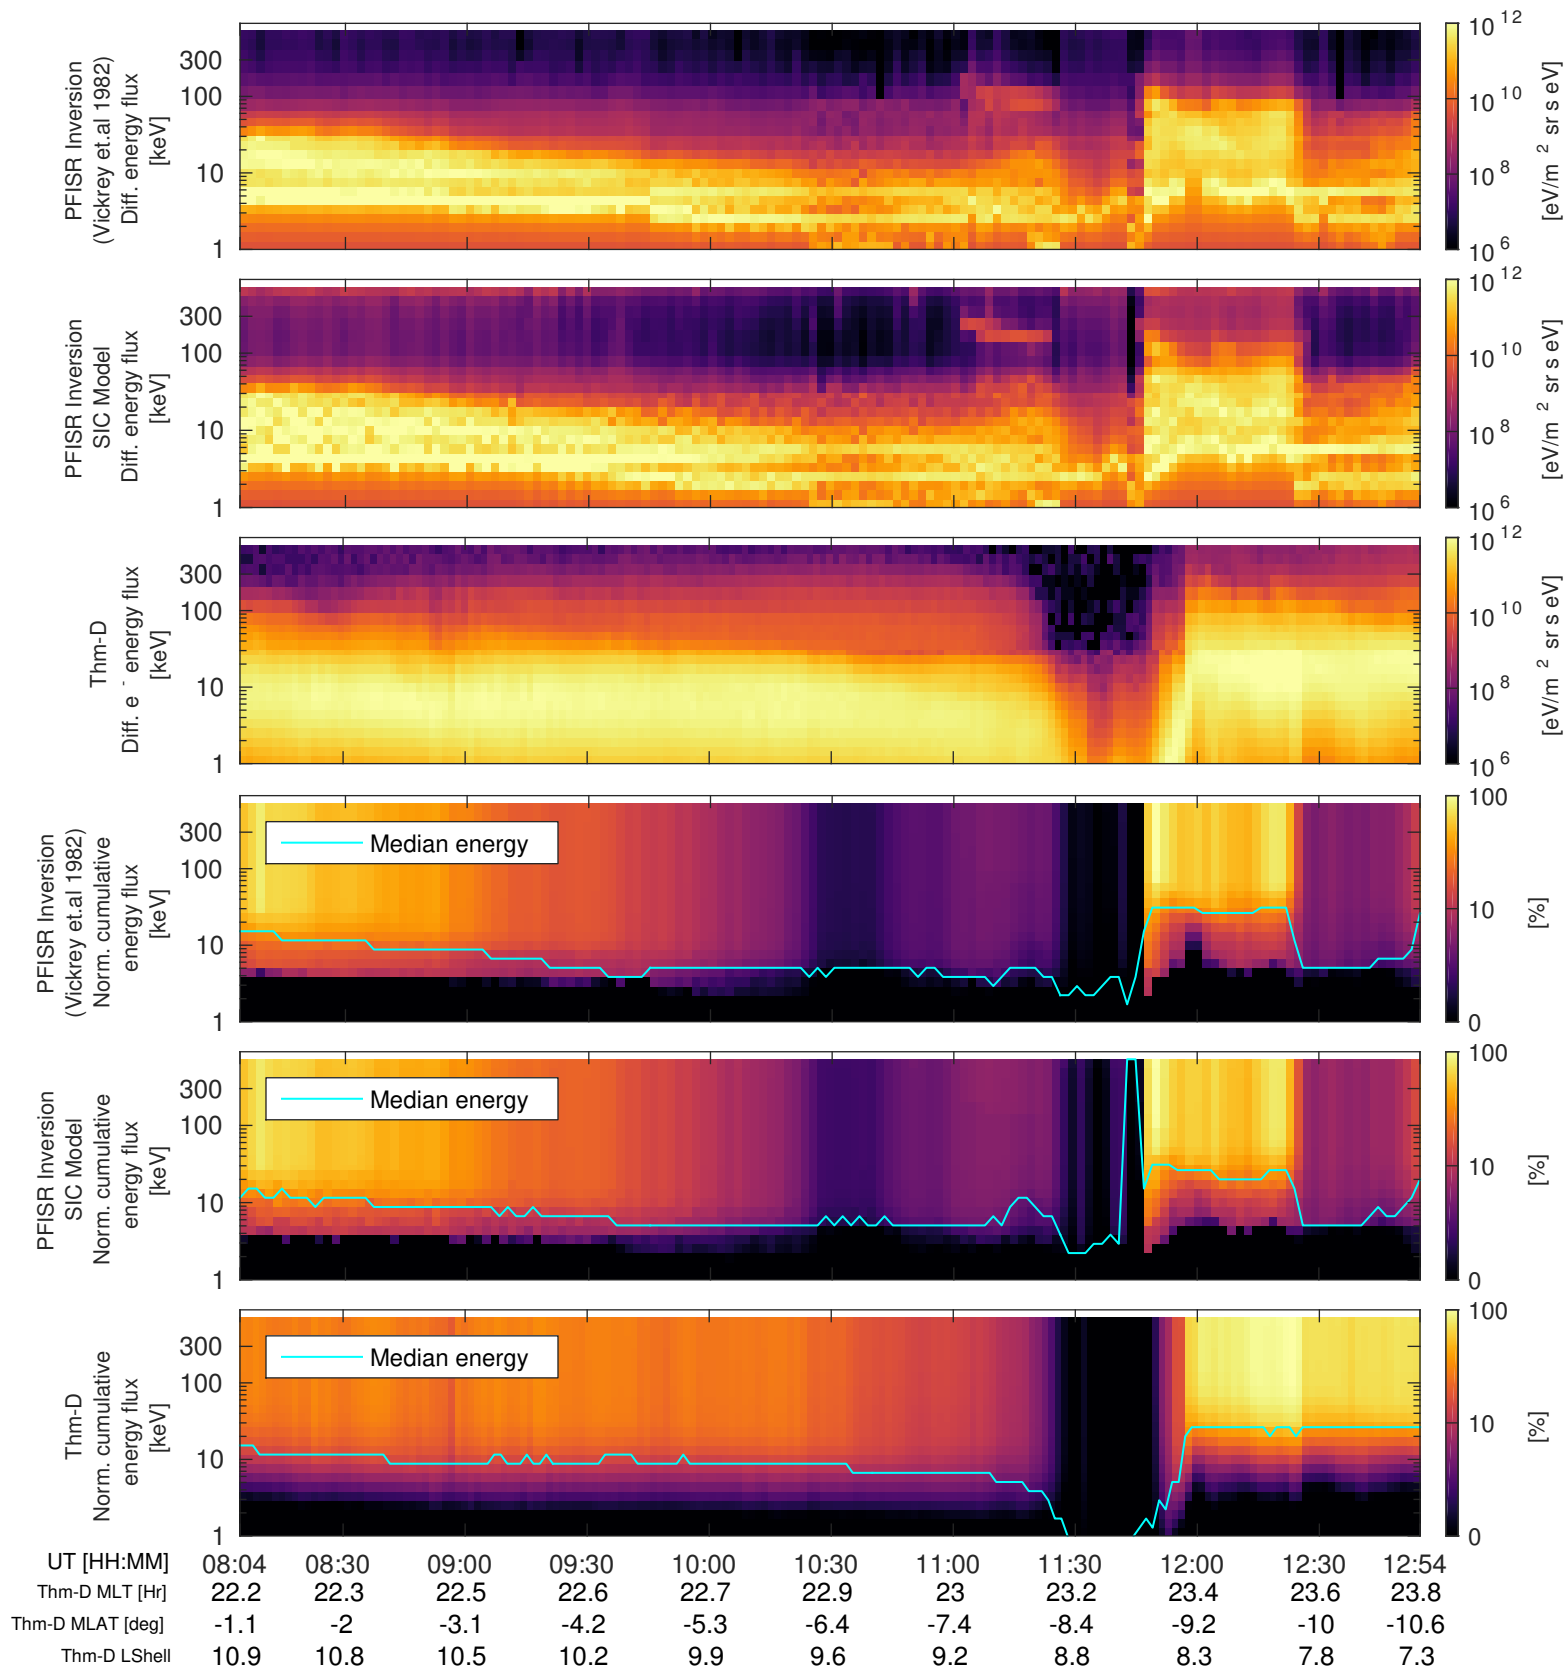 PFISR Inversion
(Vickrey et.al 1982)
Diff. energy flux
[keV]
300
100
10
1
10 12
10 10
10 8
10 6
[eV/m 2 sr s eV]
PFISR Inversion
SIC Model
Diff. energy flux
[keV]
300
100
10
1
10 12
10 10
10 8
10 6
[eV/m 2 sr s eV]
Thm-D
Diff. e - energy flux
[keV]
300
100
10
1
10 12
10 10
10 8
10 6
[eV/m 2 sr s eV]
PFISR Inversion
(Vickrey et.al 1982)
Norm. cumulative
energy flux
[keV]
300
100
10
1
Median energy
100
10
0
[%]
PFISR Inversion
SIC Model
Norm. cumulative
energy flux
[keV]
300
100
10
1
Median energy
100
10
0
[%]
Thm-D
Norm. cumulative
energy flux
[keV]
300
100
10
1
Median energy
100
10
0
[%]
UT [HH:MM] 08:04 08:30 09:00 09:30 10:00 10:30 11:00 11:30 12:00 12:30 12:54
Thm-D MLT [Hr] 22.2 22.3 22.5 22.6 22.7 22.9 23 23.2 23.4 23.6 23.8
Thm-D MLAT [deg] -1.1 -2 -3.1 -4.2 -5.3 -6.4 -7.4 -8.4 -9.2 -10 -10.6
Thm-D LShell 10.9 10.8 10.5 10.2 9.9 9.6 9.2 8.8 8.3 7.8 7.3